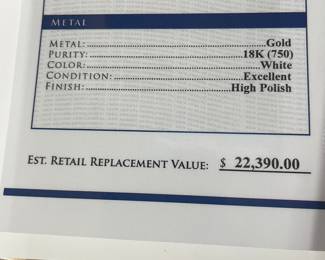 METAL
METAL: Gold
PURITY: 18K (750)
COLOR: White
CONDITION: Excellent
FINISH: High Polish
EST. RETAIL REPLACEMENT VALUE: $ 22,390.00